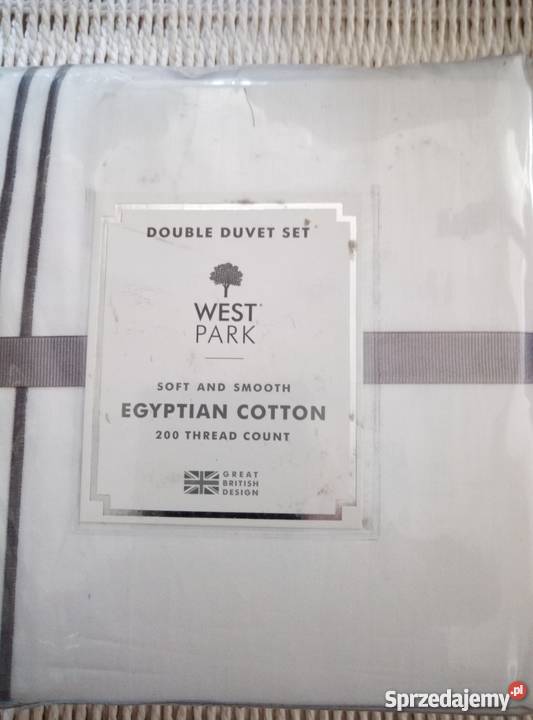 DOUBLE DUVET SET
WEST
PARK
SOFT AND SMOOTH
EGYPTIAN COTTON
200 THREAD COUNT
GREAT
BRITISH
DESIGN
Sprzedajemy.pl